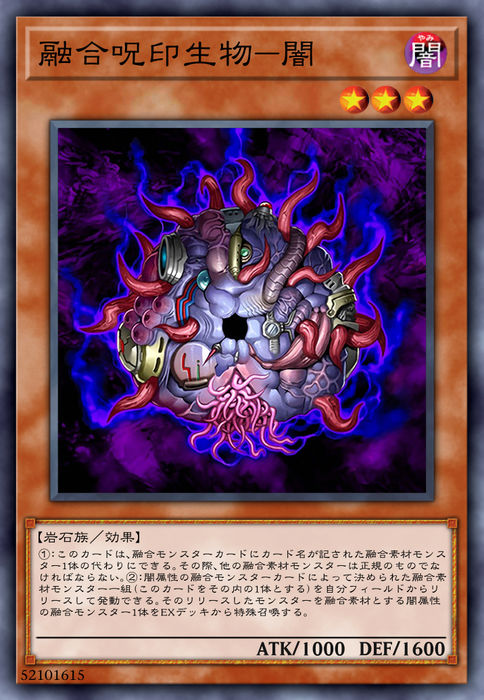 融合呪印生物－闇
やみ
闇
【岩石族／効果】
①:このカードは、融合モンスターカードにカード名が記された融合素材モンス
ター1体の代わりにできる。その際、他の融合素材モンスターは正規のものでな
ければならない。②:闇属性の融合モンスターカードによって決められた融合素
材モンスター一組(このカードをその内の1体とする)を自分フィールドからリ
リースして発動できる。そのリリースしたモンスターを融合素材とする闇属性
の融合モンスター1体をEXデッキから特殊召喚する。
ATK/1000 DEF/1600
52101615